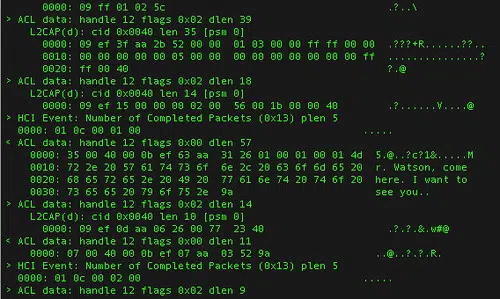 0000: 09 ff 01 02 5c .?..\
> ACL data: handle 12 flags 0x02 dlen 39
L2CAP(d): cid 0x0040 len 35 [psm 0]
0000: 09 ef 3f aa 2b 52 00 00 01 03 00 00 ff ff 00 00 .???+R......??..
0010: 00 00 00 00 00 05 00 00 00 00 00 00 00 00 00 ff ...............?
0020: ff 00 40 ?.@
> ACL data: handle 12 flags 0x02 dlen 18
L2CAP(d): cid 0x0040 len 14 [psm 0]
0000: 09 ef 15 00 00 00 02 00 56 00 1b 00 00 40 .?......V....@
> HCI Event: Number of Completed Packets (0x13) plen 5
0000: 01 0c 00 01 00 .....
< ACL data: handle 12 flags 0x00 dlen 57
0000: 35 00 40 00 0b ef 63 aa 31 26 01 00 01 00 01 4d 5.@..?c?1&.....M
0010: 72 2e 20 57 61 74 73 6f 6e 2c 20 63 6f 6d 65 20 r. Watson, come
0020: 68 65 72 65 2e 20 49 20 77 61 6e 74 20 74 6f 20 here. I want to
0030: 73 65 65 20 79 6f 75 2e 9a see you..
> ACL data: handle 12 flags 0x02 dlen 14
L2CAP(d): cid 0x0040 len 10 [psm 0]
0000: 09 ef 0d aa 06 26 00 77 23 40 .?.?.&.w#@
< ACL data: handle 12 flags 0x00 dlen 11
0000: 07 00 40 00 0b ef 07 aa 03 52 9a ..@..?.?.R.
> HCI Event: Number of Completed Packets (0x13) plen 5
0000: 01 0c 00 02 00 .....
> ACL data: handle 12 flags 0x02 dlen 9